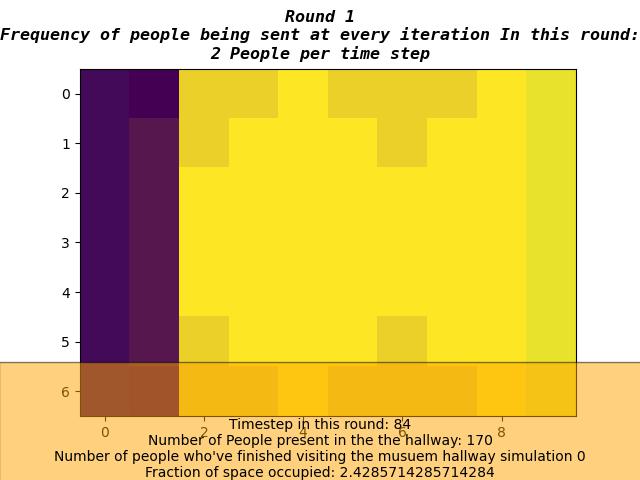 Round 1
Frequency of people being sent at every iteration In this round:
2 People per time step
0
1
2
3
4
5
6
0 2 4 6 8
Timestep in this round: 84
Number of People present in the the hallway: 170
Number of people who've finished visiting the musuem hallway simulation 0
Fraction of space occupied: 2.4285714285714284